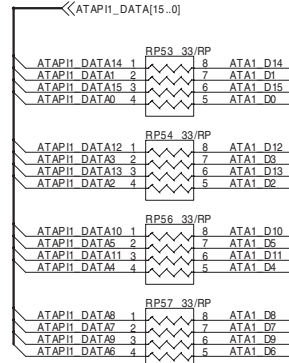 ATAPI1_DATA[15..0]
RP53 33/RP
ATAPI1_DATA14 1 8 ATA1_D14
ATAPI1_DATA1 2 7 ATA1_D1
ATAPI1_DATA15 3 6 ATA1_D15
ATAPI1_DATA0 4 5 ATA1_D0
RP54 33/RP
ATAPI1_DATA12 1 8 ATA1_D12
ATAPI1_DATA3 2 7 ATA1_D3
ATAPI1_DATA13 3 6 ATA1_D13
ATAPI1_DATA2 4 5 ATA1_D2
RP56 33/RP
ATAPI1_DATA10 1 8 ATA1_D10
ATAPI1_DATA5 2 7 ATA1_D5
ATAPI1_DATA11 3 6 ATA1_D11
ATAPI1_DATA4 4 5 ATA1_D4
RP57 33/RP
ATAPI1_DATA8 1 8 ATA1_D8
ATAPI1_DATA7 2 7 ATA1_D7
ATAPI1_DATA9 3 6 ATA1_D9
ATAPI1_DATA6 4 5 ATA1_D6